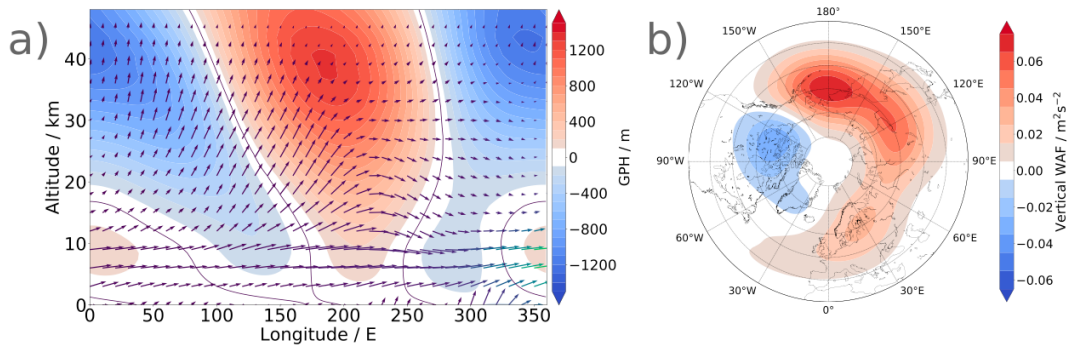 a)
Altitude / km
40
30
20
10
0
0 50 100 150 200 250 300 350
Longitude / E
1200
800
400
0
−400
−800
−1200
GPH / m
b)
180°
150°W
150°E
120°W
120°E
90°W
90°E
60°W
60°E
30°W
30°E
0°
0.06
0.04
0.02
0.00
−0.02
−0.04
−0.06
Vertical WAF / m²s⁻²